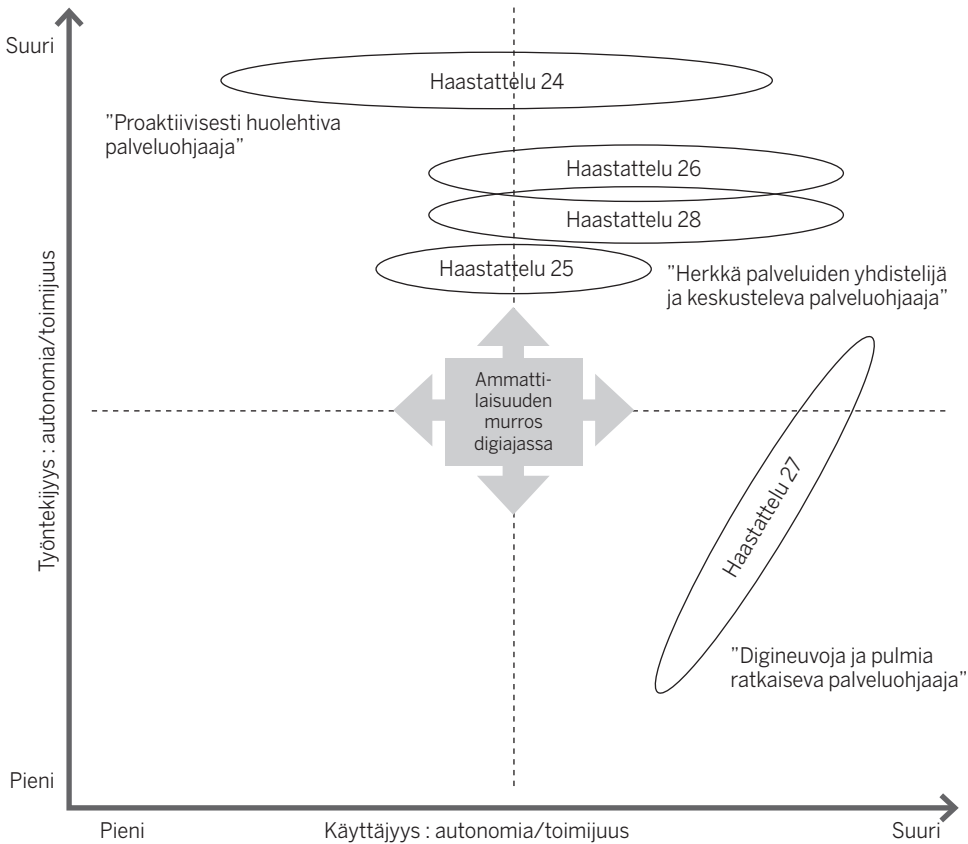 Suuri
Haastattelu 24
"Proaktiivisesti huolehtiva
palveluohjaaja"
Haastattelu 26
Haastattelu 28
Haastattelu 25
"Herkkä palveluiden yhdistelijä
ja keskusteleva palveluohjaaja"
Työntekijyys : autonomia/toimijuus
Ammatti-
laisuuden
murros
digiajassa
Haastattelu 27
"Digineuvoja ja pulmia
ratkaiseva palveluohjaaja"
Pieni
Pieni
Käyttäjyys : autonomia/toimijuus
Suuri